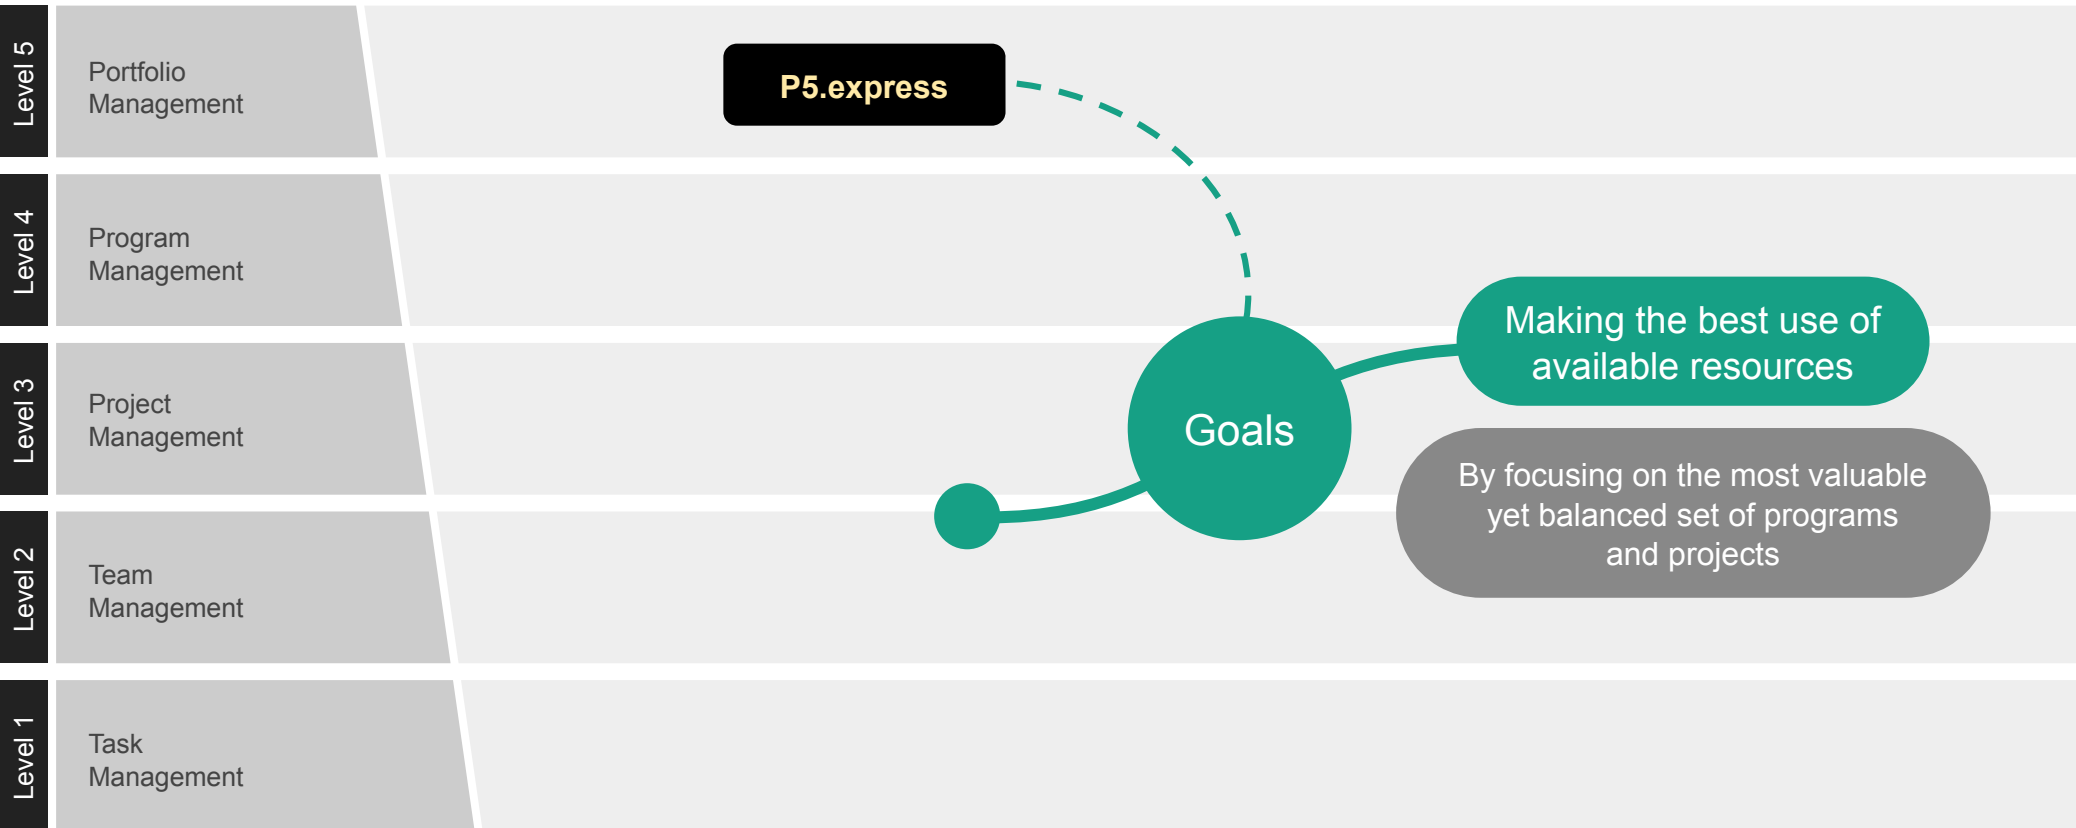 Level 5
Portfolio
Management
P5.express
Level 4
Program
Management
Making the best use of
available resources
Level 3
Project
Management
Goals
By focusing on the most valuable
yet balanced set of programs
and projects
Level 2
Team
Management
Level 1
Task
Management